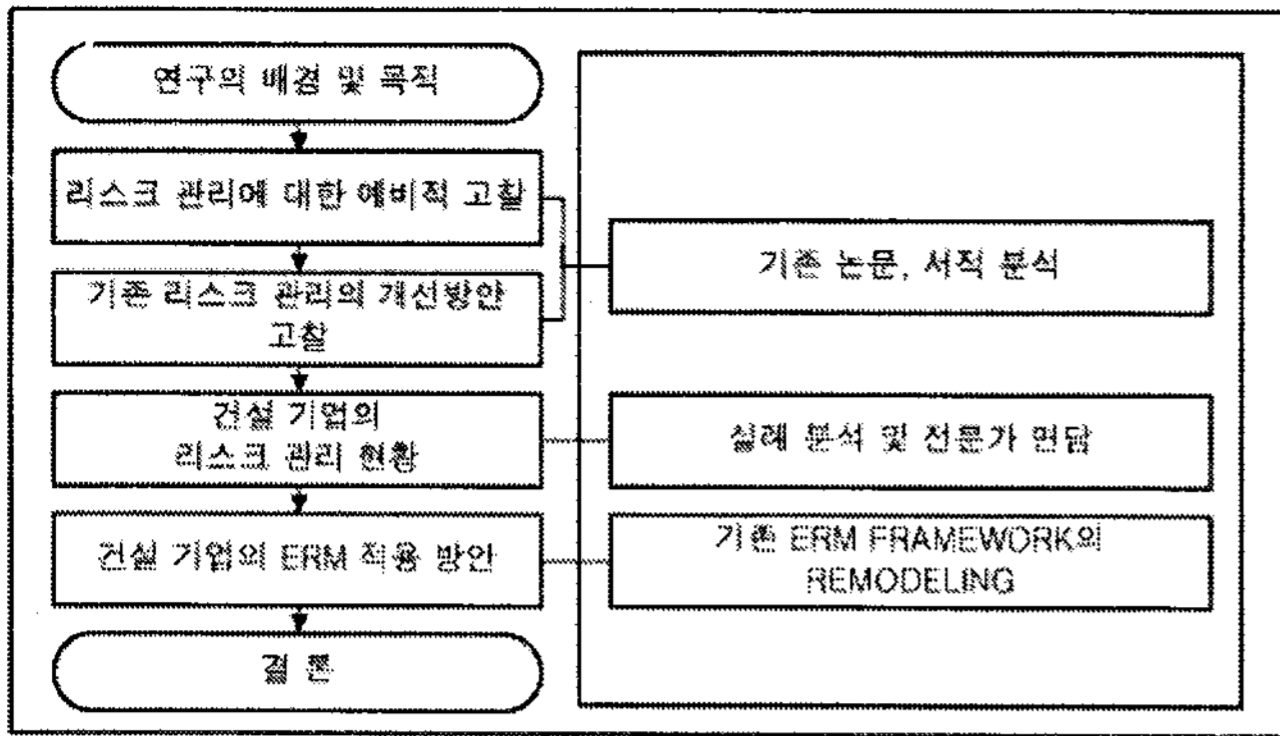 연구의 배경 및 목적
리스크 관리에 대한 예비적 고찰
기존 리스크 관리의 개선방안
고찰
건설 기업의
리스크 관리 현황
건설 기업의 ERM 적용 방안
결 론
기존 논문, 서적 분석
실례 분석 및 전문가 면담
기존 ERM FRAMEWORK의
REMODELING